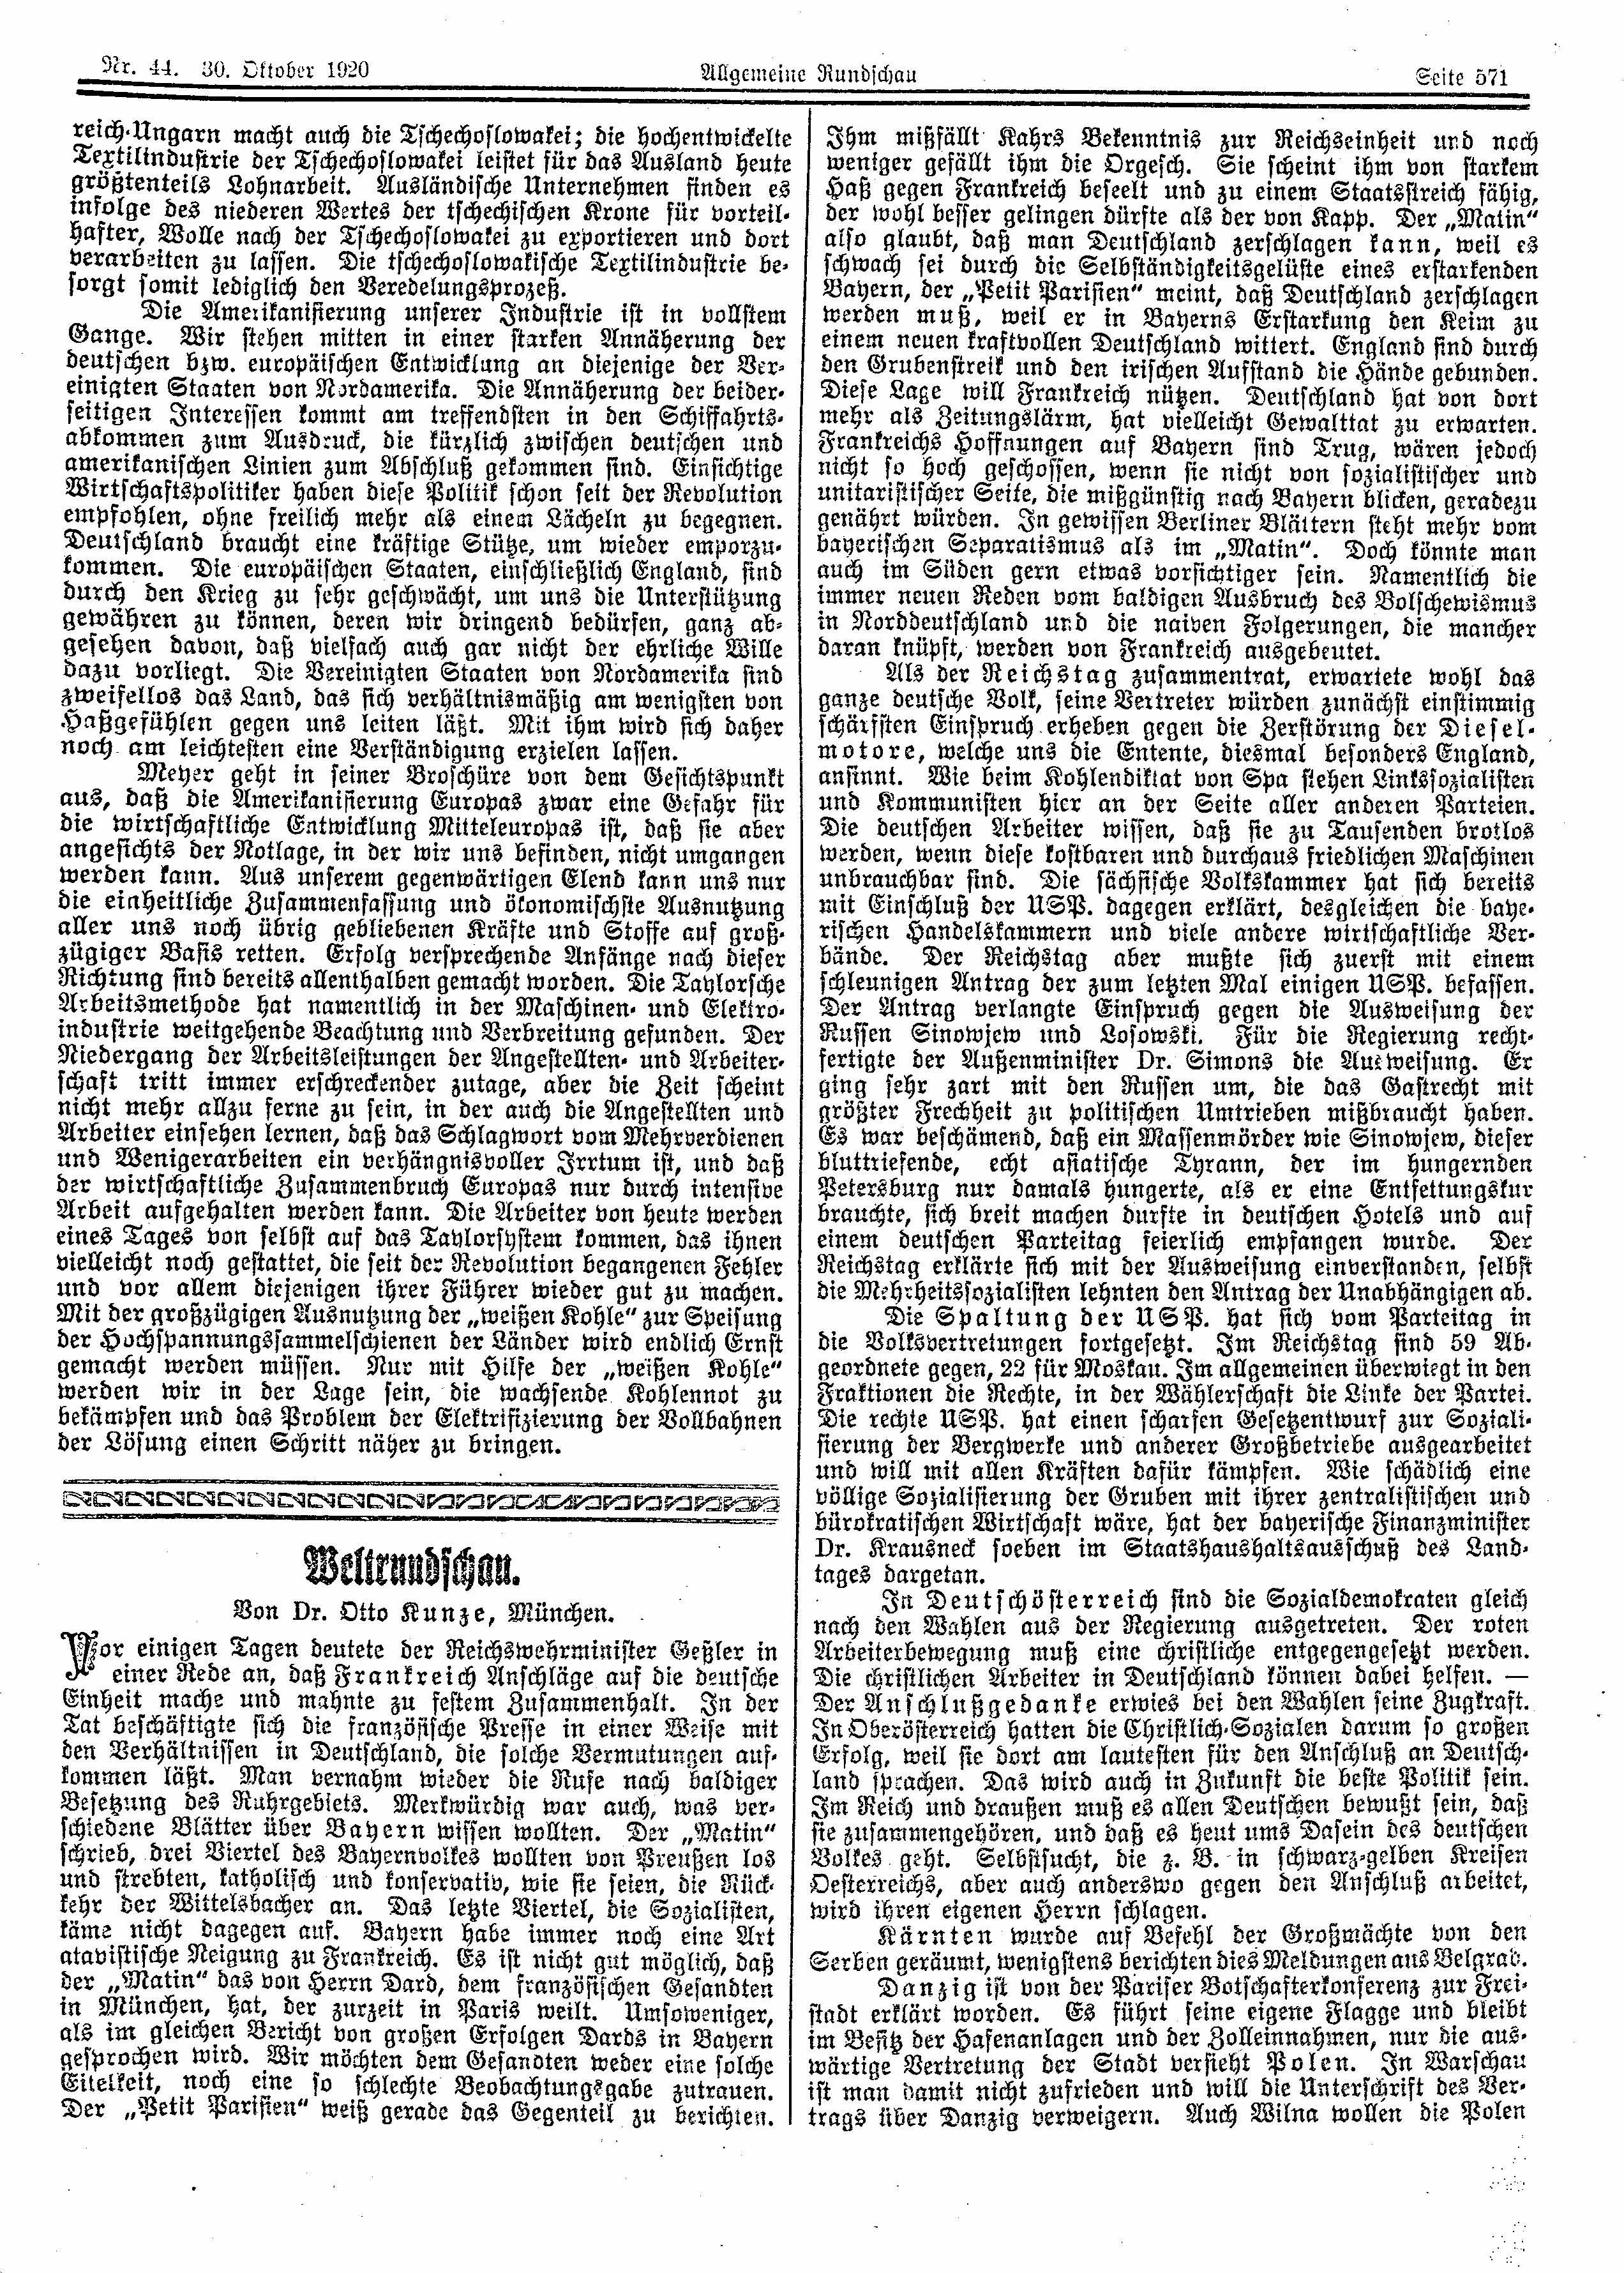 Nr. 44. 30. Oktober 1920
Allgemeine Rundschau
Seite 571
reich-Ungarn macht auch die Tschechoslowakei; die hochentwickelte
Textilindustrie der Tschechoslowakei leistet für das Ausland heute
größtenteils Lohnarbeit. Ausländische Unternehmen finden es
infolge des niederen Wertes der tschechischen Krone für vorteil-
hafter, Wolle nach der Tschechoslowakei zu exportieren und dort
verarbeiten zu lassen. Die tschechoslowakische Textilindustrie be-
sorgt somit lediglich den Veredelungsprozeß.
Die Amerikanisierung unserer Industrie ist in vollstem
Gange. Wir stehen mitten in einer starken Annäherung der
deutschen bzw. europäischen Entwicklung an diejenige der Ver-
einigten Staaten von Nordamerika. Die Annäherung der beider-
seitigen Interessen kommt am treffendsten in den Schiffahrts-
abkommen zum Ausdruck, die kürzlich zwischen deutschen und
amerikanischen Linien zum Abschluß gekommen sind. Einsichtige
Wirtschaftspolitiker haben diese Politik schon seit der Revolution
empfohlen, ohne freilich mehr als einem Lächeln zu begegnen.
Deutschland braucht eine kräftige Stütze, um wieder emporzu-
kommen. Die europäischen Staaten, einschließlich England, sind
durch den Krieg zu sehr geschwächt, um uns die Unterstützung
gewähren zu können, deren wir dringend bedürfen, ganz ab-
gesehen davon, daß vielfach auch gar nicht der ehrliche Wille
dazu vorliegt. Die Vereinigten Staaten von Nordamerika sind
zweifellos das Land, das sich verhältnismäßig am wenigsten von
Haßgefühlen gegen uns leiten läßt. Mit ihm wird sich daher
noch am leichtesten eine Verständigung erzielen lassen.
Meyer geht in seiner Broschüre von dem Gesichtspunkt
aus, daß die Amerikanisierung Europas zwar eine Gefahr für
die wirtschaftliche Entwicklung Mitteleuropas ist, daß sie aber
angesichts der Notlage, in der wir uns befinden, nicht umgangen
werden kann. Aus unserem gegenwärtigen Elend kann uns nur
die einheitliche Zusammenfassung und ökonomischste Ausnutzung
aller uns noch übrig gebliebenen Kräfte und Stoffe auf groß-
zügiger Basis retten. Erfolg versprechende Anfänge nach dieser
Richtung sind bereits allenthalben gemacht worden. Die Taylorsche
Arbeitsmethode hat namentlich in der Maschinen- und Elektro-
industrie weitgehende Beachtung und Verbreitung gefunden. Der
Niedergang der Arbeitsleistungen der Angestellten- und Arbeiter-
schaft tritt immer erschreckender zutage, aber die Zeit scheint
nicht mehr allzu ferne zu sein, in der auch die Angestellten und
Arbeiter einsehen lernen, daß das Schlagwort vom Mehrverdienen
und Wenigerarbeiten ein verhängnisvoller Irrtum ist, und daß
der wirtschaftliche Zusammenbruch Europas nur durch intensive
Arbeit aufgehalten werden kann. Die Arbeiter von heute werden
eines Tages von selbst auf das Taylorsystem kommen, das ihnen
vielleicht noch gestattet, die seit der Revolution begangenen Fehler
und vor allem diejenigen ihrer Führer wieder gut zu machen.
Mit der großzügigen Ausnutzung der „weißen Kohle“ zur Speisung
der Hochspannungssammelschienen der Länder wird endlich Ernst
gemacht werden müssen. Nur mit Hilfe der „weißen Kohle“
werden wir in der Lage sein, die wachsende Kohlennot zu
bekämpfen und das Problem der Elektrifizierung der Vollbahnen
der Lösung einen Schritt näher zu bringen.
Weltrundschau.
Von Dr. Otto Kunze, München.
Vor einigen Tagen deutete der Reichswehrminister Geßler in
einer Rede an, daß Frankreich Anschläge auf die deutsche
Einheit mache und mahnte zu festem Zusammenhalt. In der
Tat beschäftigte sich die französische Presse in einer Weise mit
den Verhältnissen in Deutschland, die solche Vermutungen auf-
kommen läßt. Man vernahm wieder die Rufe nach baldiger
Besetzung des Ruhrgebiets. Merkwürdig war auch, was ver-
schiedene Blätter über Bayern wissen wollten. Der „Matin“
schrieb, drei Viertel des Bayernvolkes wollten von Preußen los
und strebten, katholisch und konservativ, wie sie seien, die Rück-
kehr der Wittelsbacher an. Das letzte Viertel, die Sozialisten,
käme nicht dagegen auf. Bayern habe immer noch eine Art
atavistische Neigung zu Frankreich. Es ist nicht gut möglich, daß
der „Matin“ das von Herrn Dard, dem französischen Gesandten
in München, hat, der zurzeit in Paris weilt. Umsoweniger,
als im gleichen Bericht von großen Erfolgen Dards in Bayern
gesprochen wird. Wir möchten dem Gesandten weder eine solche
Eitelkeit, noch eine so schlechte Beobachtungsgabe zutrauen.
Der „Petit Parisien“ weiß gerade das Gegenteil zu berichten.
Ihm mißfällt Kahrs Bekenntnis zur Reichseinheit und noch
weniger gefällt ihm die Orgesch. Sie scheint ihm von starkem
Haß gegen Frankreich beseelt und zu einem Staatsstreich fähig,
der wohl besser gelingen dürfte als der von Kapp. Der „Matin“
also glaubt, daß man Deutschland zerschlagen kann, weil es
schwach sei durch die Selbständigkeitsgelüste eines erstarkenden
Bayern, der „Petit Parisien“ meint, daß Deutschland zerschlagen
werden muß, weil er in Bayerns Erstarkung den Keim zu
einem neuen kraftvollen Deutschland wittert. England sind durch
den Grubenstreik und den irischen Aufstand die Hände gebunden.
Diese Lage will Frankreich nützen. Deutschland hat von dort
mehr als Zeitungslärm, hat vielleicht Gewalttat zu erwarten.
Frankreichs Hoffnungen auf Bayern sind Trug, wären jedoch
nicht so hoch geschossen, wenn sie nicht von sozialistischer und
unitaristischer Seite, die mißgünstig nach Bayern blicken, geradezu
genährt würden. In gewissen Berliner Blättern steht mehr vom
bayerischen Separatismus als im „Matin“. Doch könnte man
auch im Süden gern etwas vorsichtiger sein. Namentlich die
immer neuen Reden vom baldigen Ausbruch des Bolschewismus
in Norddeutschland und die naiven Folgerungen, die mancher
daran knüpft, werden von Frankreich ausgebeutet.
Als der Reichstag zusammentrat, erwartete wohl das
ganze deutsche Volk, seine Vertreter würden zunächst einstimmig
schärfsten Einspruch erheben gegen die Zerstörung der Diesel-
motore, welche uns die Entente, diesmal besonders England,
ansinnt. Wie beim Kohlendiktat von Spa stehen Linkssozialisten
und Kommunisten hier an der Seite aller anderen Parteien.
Die deutschen Arbeiter wissen, daß sie zu Tausenden brotlos
werden, wenn diese kostbaren und durchaus friedlichen Maschinen
unbrauchbar sind. Die sächsische Volkskammer hat sich bereits
mit Einschluß der USP. dagegen erklärt, desgleichen die baye-
rischen Handelskammern und viele andere wirtschaftliche Ver-
bände. Der Reichstag aber mußte sich zuerst mit einem
schleunigen Antrag der zum letzten Mal einigen USP. befassen.
Der Antrag verlangte Einspruch gegen die Ausweisung der
Russen Sinowjew und Losowski. Für die Regierung recht-
fertigte der Außenminister Dr. Simons die Ausweisung. Er
ging sehr zart mit den Russen um, die das Gastrecht mit
größter Frechheit zu politischen Umtrieben mißbraucht haben.
Es war beschämend, daß ein Massenmörder wie Sinowjew, dieser
bluttriefende, echt asiatische Tyrann, der im hungernden
Petersburg nur damals hungerte, als er eine Entfettungskur
brauchte, sich breit machen durfte in deutschen Hotels und auf
einem deutschen Parteitag feierlich empfangen wurde. Der
Reichstag erklärte sich mit der Ausweisung einverstanden, selbst
die Mehrheitssozialisten lehnten den Antrag der Unabhängigen ab.
Die Spaltung der USP. hat sich vom Parteitag in
die Volksvertretungen fortgesetzt. Im Reichstag sind 59 Ab-
geordnete gegen, 22 für Moskau. Im allgemeinen überwiegt in den
Fraktionen die Rechte, in der Wählerschaft die Linke der Partei.
Die rechte USP. hat einen scharfen Gesetzentwurf zur Soziali-
sierung der Bergwerke und anderer Großbetriebe ausgearbeitet
und will mit allen Kräften dafür kämpfen. Wie schädlich eine
völlige Sozialisierung der Gruben mit ihrer zentralistischen und
bürokratischen Wirtschaft wäre, hat der bayerische Finanzminister
Dr. Krausneck soeben im Staatshaushaltsausschuß des Land-
tages dargetan.
In Deutschösterreich sind die Sozialdemokraten gleich
nach den Wahlen aus der Regierung ausgetreten. Der roten
Arbeiterbewegung muß eine christliche entgegengesetzt werden.
Die christlichen Arbeiter in Deutschland können dabei helfen. —
Der Anschlußgedanke erwies bei den Wahlen seine Zugkraft.
In Oberösterreich hatten die Christlich-Sozialen darum so großen
Erfolg, weil sie dort am lautesten für den Anschluß an Deutsch-
land sprachen. Das wird auch in Zukunft die beste Politik sein.
Im Reich und draußen muß es allen Deutschen bewußt sein, daß
sie zusammengehören, und daß es heut ums Dasein des deutschen
Volkes geht. Selbstsucht, die z. B. in schwarz-gelben Kreisen
Oesterreichs, aber auch anderswo gegen den Anschluß arbeitet,
wird ihren eigenen Herrn schlagen.
Kärnten wurde auf Befehl der Großmächte von den
Serben geräumt, wenigstens berichten dies Meldungen aus Belgrad.
Danzig ist von der Pariser Botschafterkonferenz zur Frei-
stadt erklärt worden. Es führt seine eigene Flagge und bleibt
im Besitz der Hafenanlagen und der Zolleinnahmen, nur die aus-
wärtige Vertretung der Stadt versieht Polen. In Warschau
ist man damit nicht zufrieden und will die Unterschrift des Ver-
trags über Danzig verweigern. Auch Wilna wollen die Polen